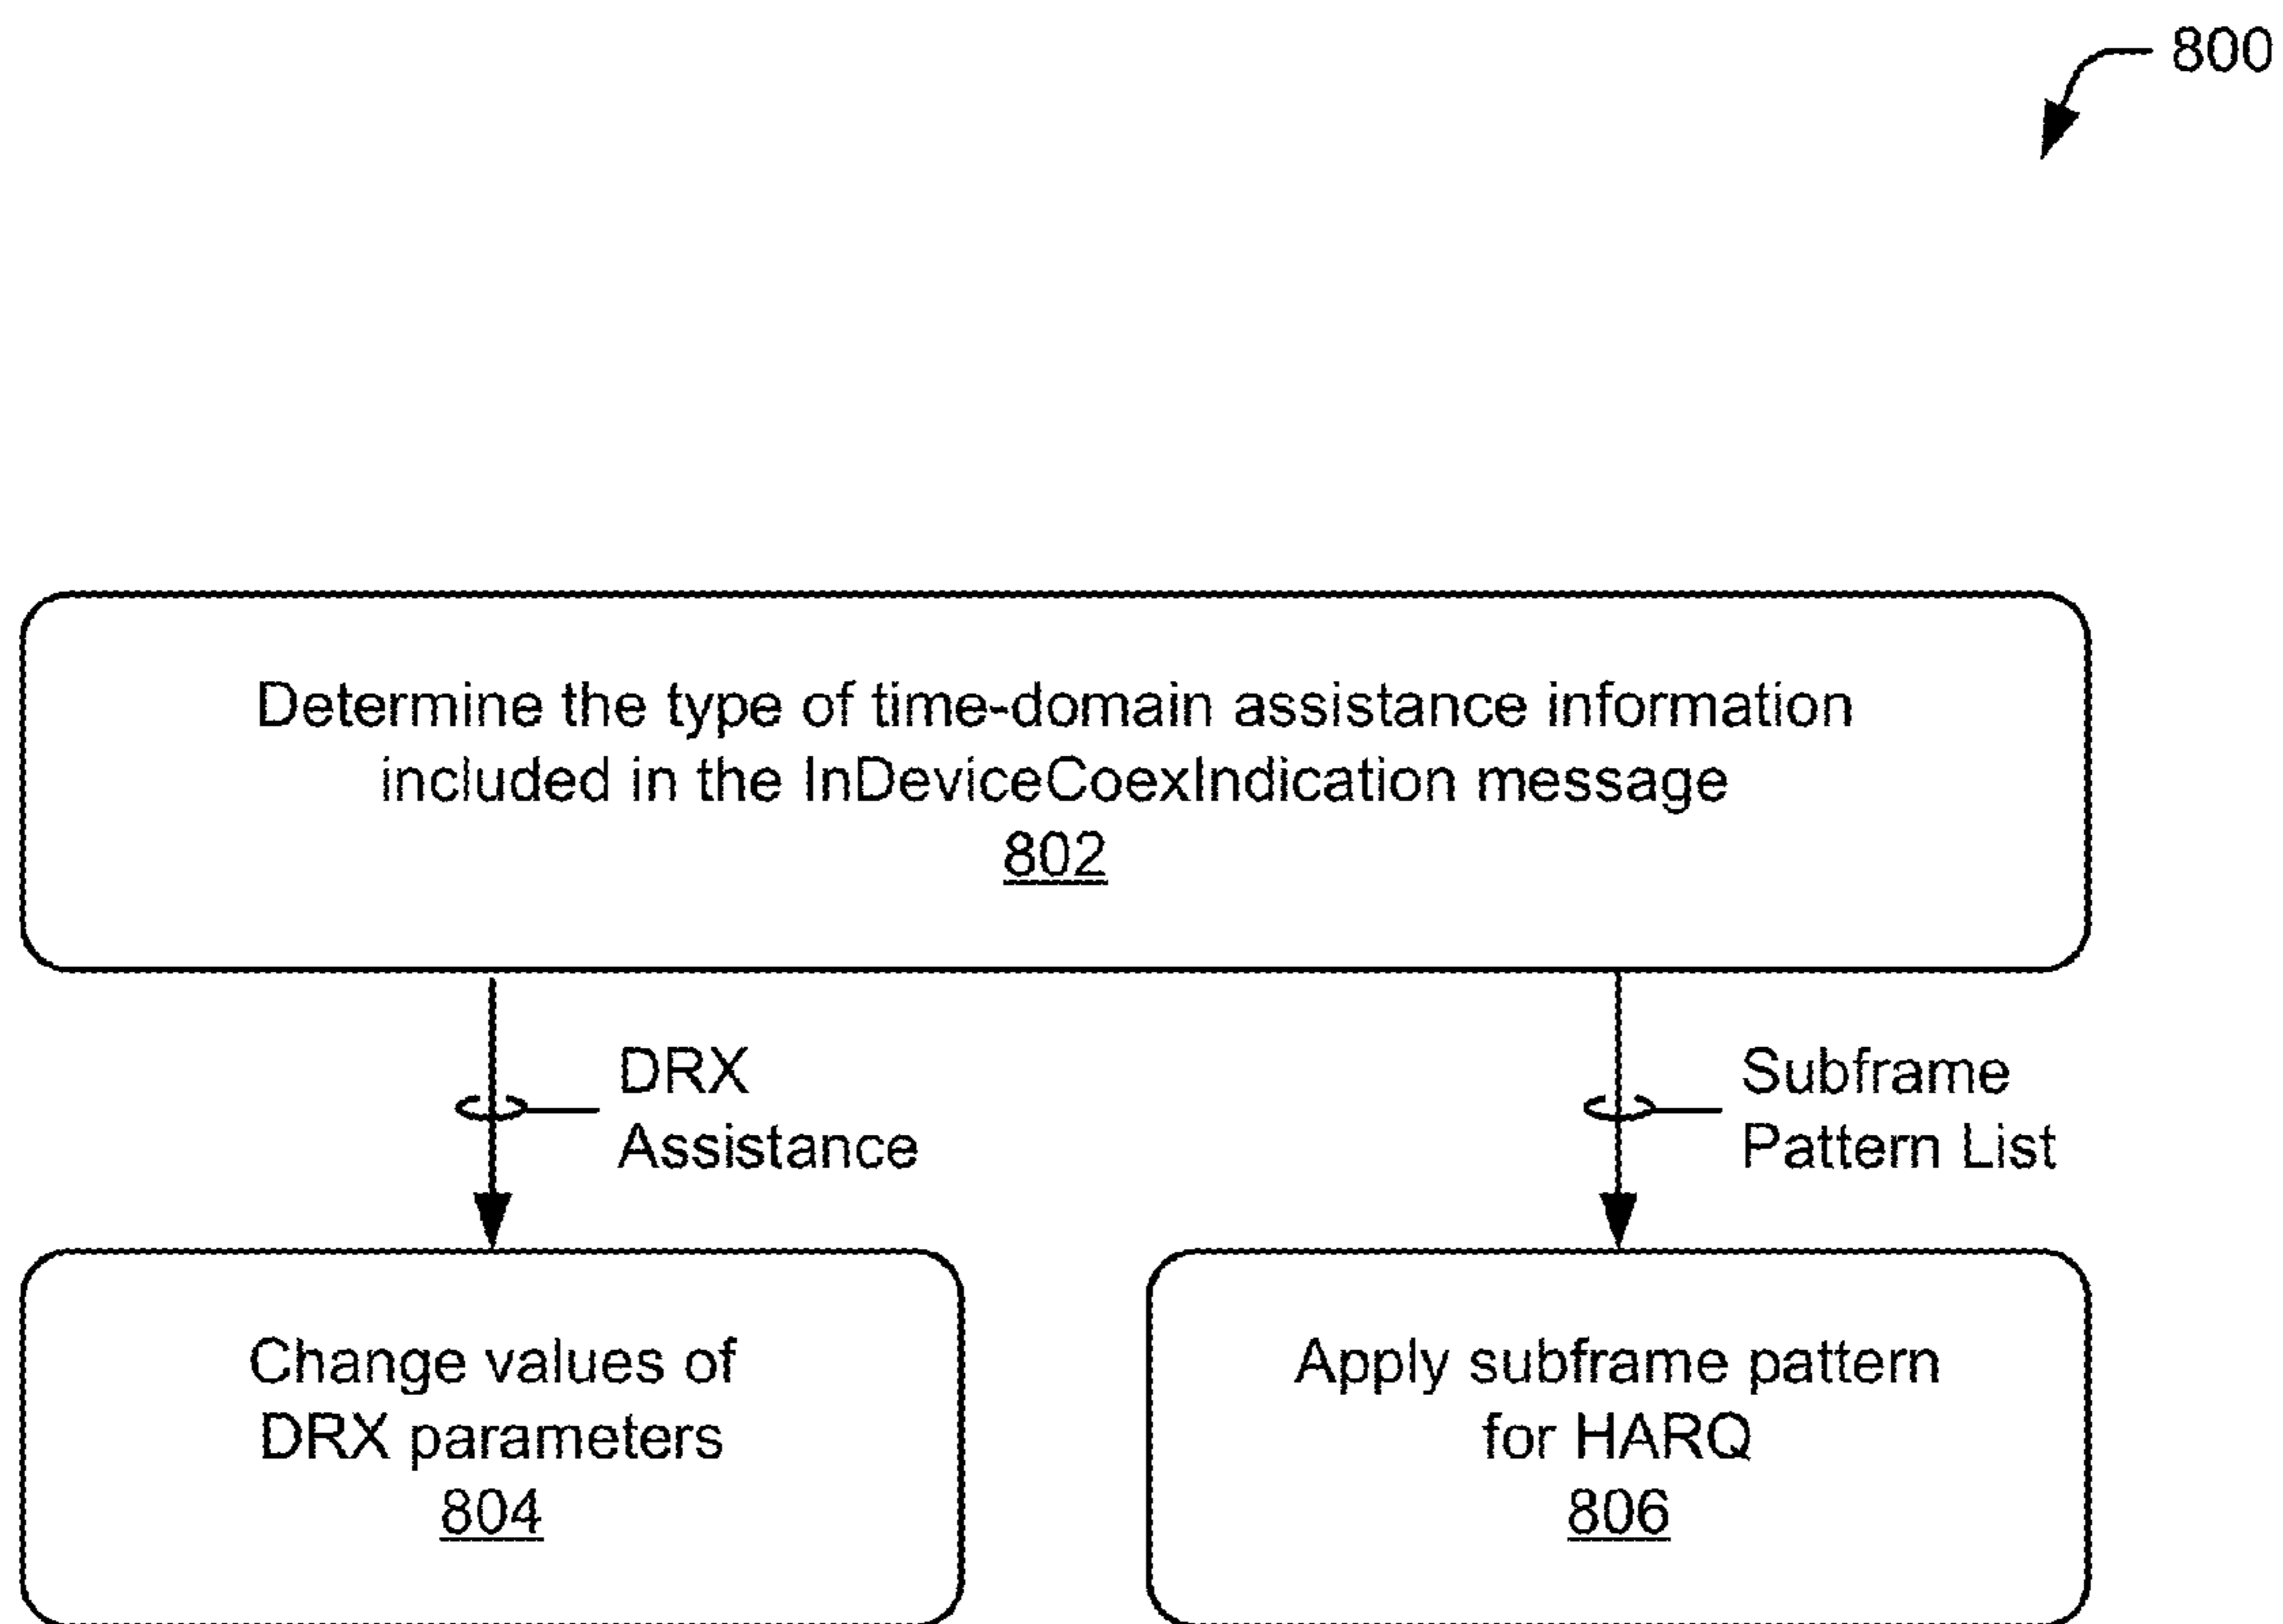 800
Determine the type of time-domain assistance information
included in the InDeviceCoexIndication message
802
DRX
Assistance
Subframe
Pattern List
Change values of
DRX parameters
804
Apply subframe pattern
for HARQ
806